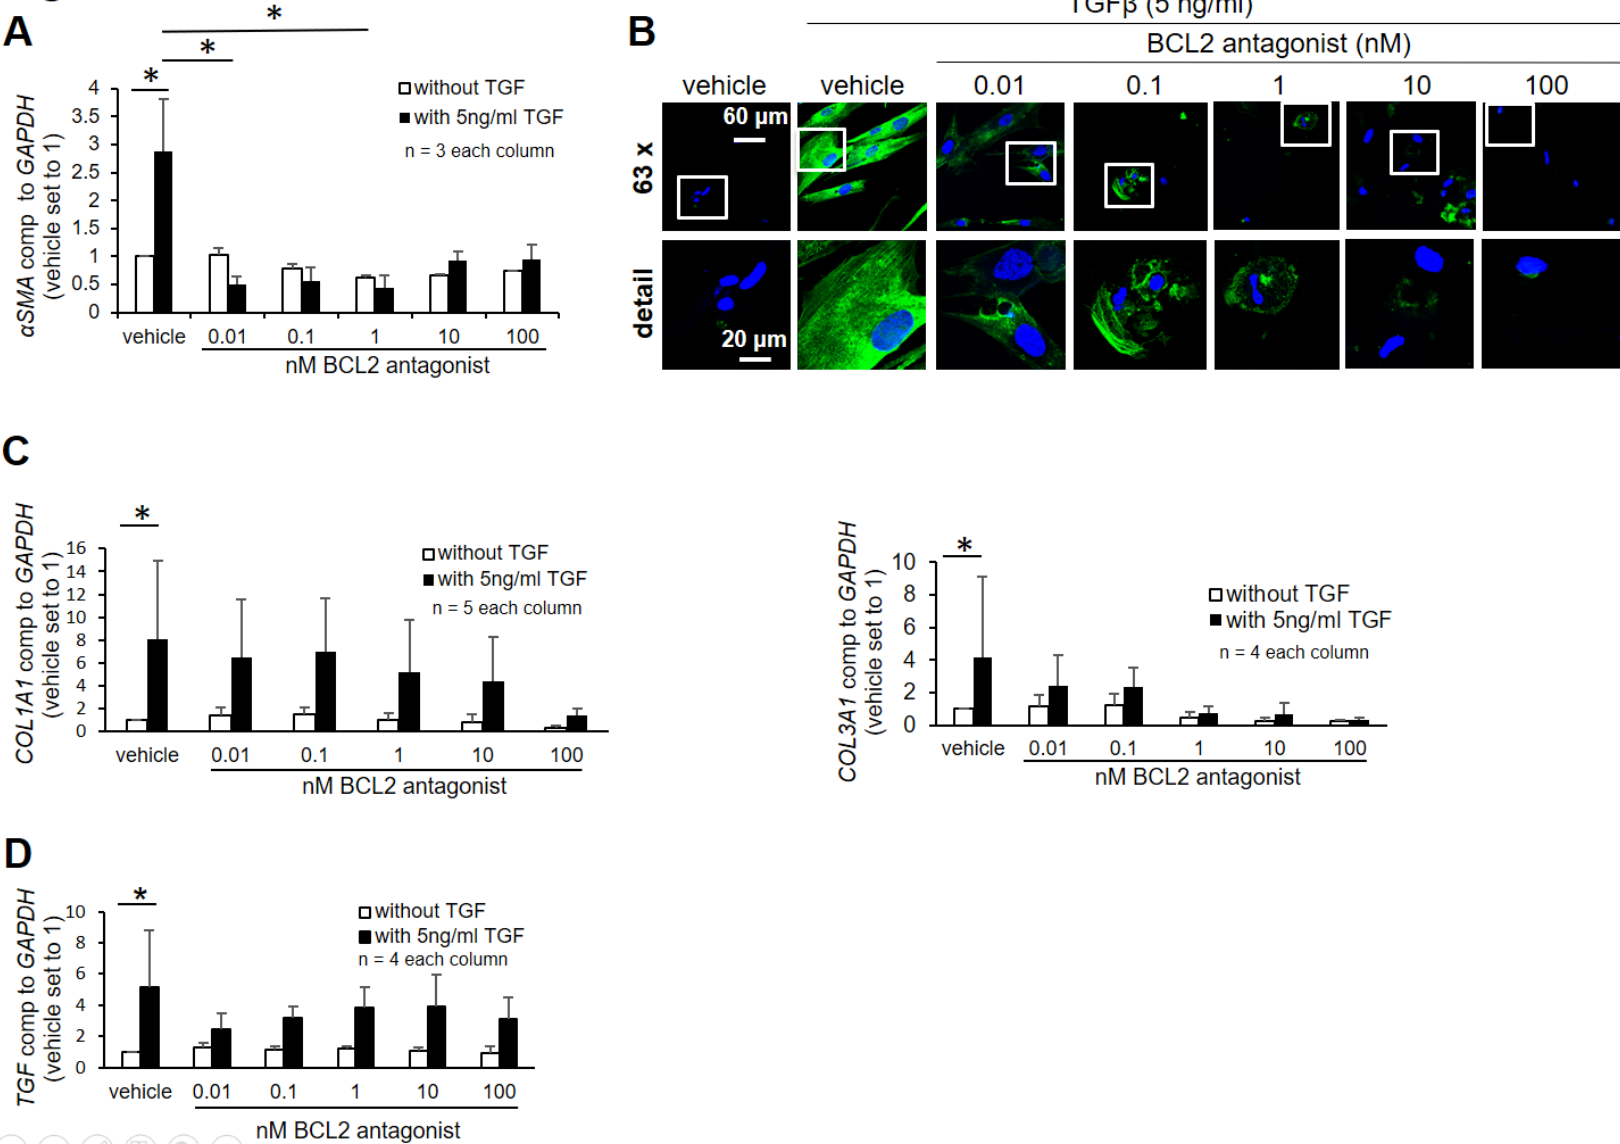 A
*
*
*
αSMA comp to GAPDH
(vehicle set to 1)
4
3.5
3
2.5
2
1.5
1
0.5
0
without TGF
with 5ng/ml TGF
n = 3 each column
vehicle 0.01 0.1 1 10 100
nM BCL2 antagonist
B
TGFβ (5 ng/ml)
BCL2 antagonist (nM)
vehicle vehicle 0.01 0.1 1 10 100
63 x
60 µm
detail
20 µm
C
*
COL1A1 comp to GAPDH
(vehicle set to 1)
16
14
12
10
8
6
4
2
0
without TGF
with 5ng/ml TGF
n = 5 each column
vehicle 0.01 0.1 1 10 100
nM BCL2 antagonist
*
COL3A1 comp to GAPDH
(vehicle set to 1)
10
8
6
4
2
0
without TGF
with 5ng/ml TGF
n = 4 each column
vehicle 0.01 0.1 1 10 100
nM BCL2 antagonist
D
*
TGF comp to GAPDH
(vehicle set to 1)
10
8
6
4
2
0
without TGF
with 5ng/ml TGF
n = 4 each column
vehicle 0.01 0.1 1 10 100
nM BCL2 antagonist